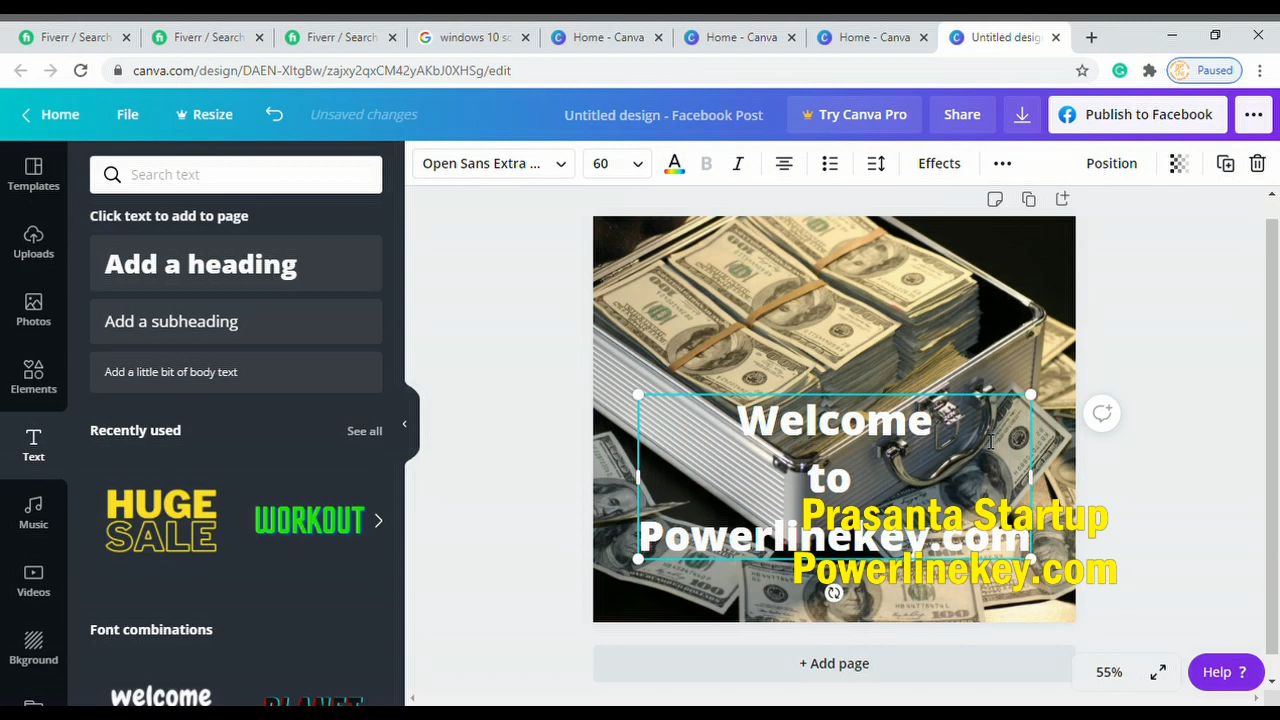 Fiverr / Search
Fiverr / Search
Fiverr / Search
windows 10 sc
Home - Canva
Home - Canva
Home - Canva
Untitled design
canva.com/design/DAEN-XltgBw/zajxy2qxCM42yAKbJ0XHSg/edit
Paused
Home
File
Resize
Unsaved changes
Untitled design - Facebook Post
Try Canva Pro
Share
Publish to Facebook
Search text
Open Sans Extra ...
60
A
B
I
Effects
Position
Templates
Click text to add to page
Uploads
Add a heading
Photos
Add a subheading
Elements
Add a little bit of body text
Text
Recently used
See all
HUGE
SALE
WORKOUT
Music
Videos
Font combinations
Bkground
welcome
PLANET
Welcome
to
Powerlinekey.com
Prasanta Startup
Powerlinekey.com
100
+ Add page
55%
Help ?